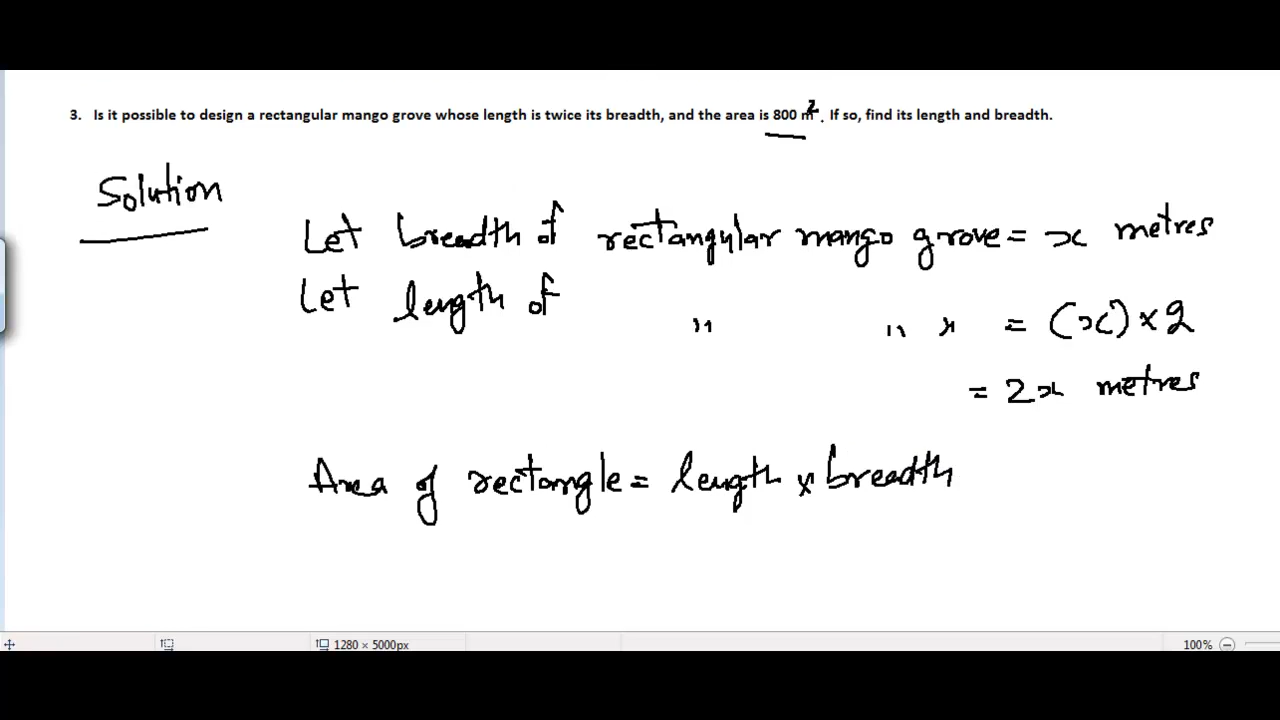 3. Is it possible to design a rectangular mango grove whose length is twice its breadth, and the area is 800 m². If so, find its length and breadth.
Solution
Let breadth of rectangular mango grove = x metres
Let length of " " " = (x) × 2
= 2x metres
Area of rectangle = length × breadth
1280 × 5000px
100%